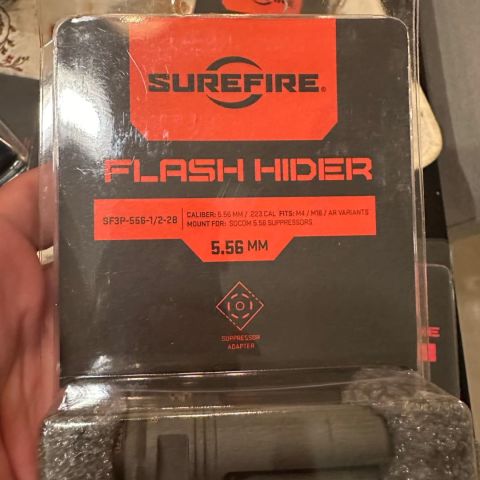 SUREFIRE®
FLASH HIDER
SF3P-556-1/2-28
CALIBER: 5.56 MM / .223 CAL FITS: M4 / M16 / AR VARIANTS
MOUNT FOR: SOCOM 5.56 SUPPRESSORS
5.56 MM
SUPPRESSOR
ADAPTER